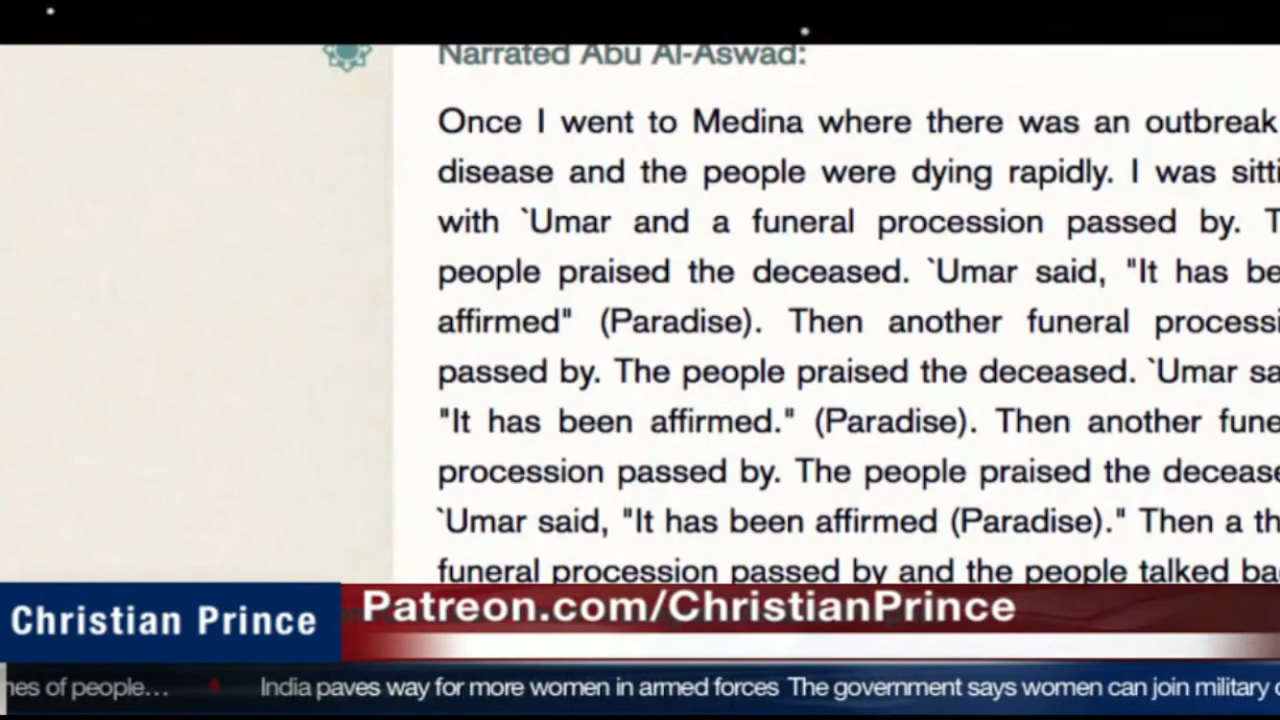 Narrated Abu Al-Aswad:
Once I went to Medina where there was an outbreak
disease and the people were dying rapidly. I was sitti
with `Umar and a funeral procession passed by. T
people praised the deceased. `Umar said, "It has be
affirmed" (Paradise). Then another funeral processi
passed by. The people praised the deceased. `Umar sa
"It has been affirmed." (Paradise). Then another fune
procession passed by. The people praised the decease
`Umar said, "It has been affirmed (Paradise)." Then a th
funeral procession passed by and the people talked ba
Christian Prince
Patreon.com/ChristianPrince
nes of people... India paves way for more women in armed forces The government says women can join military